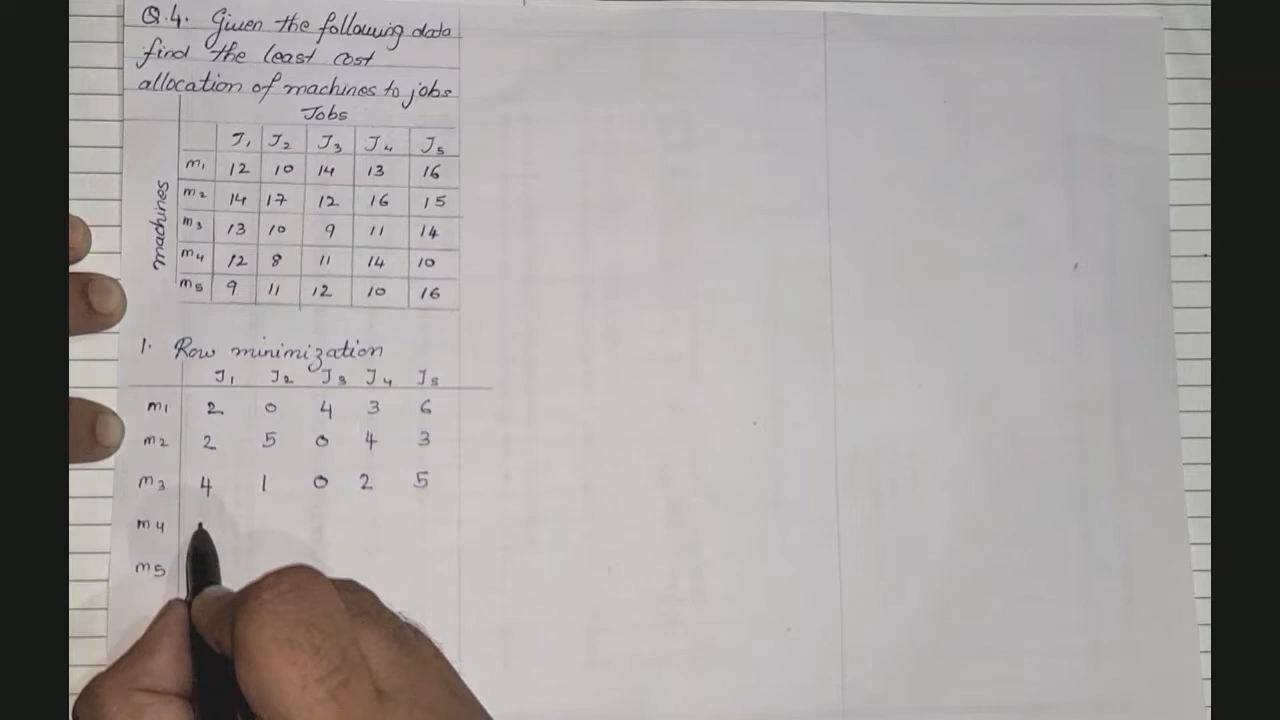 Q.4. Given the following data
find the least cost
allocation of machines to jobs
Jobs
machines
J1 J2 J3 J4 J5
m1 12 10 14 13 16
m2 14 17 12 16 15
m3 13 10 9 11 14
m4 12 8 11 14 10
m5 9 11 12 10 16
1. Row minimization
J1 J2 J3 J4 J5
m1 2 0 4 3 6
m2 2 5 0 4 3
m3 4 1 0 2 5
m4
m5